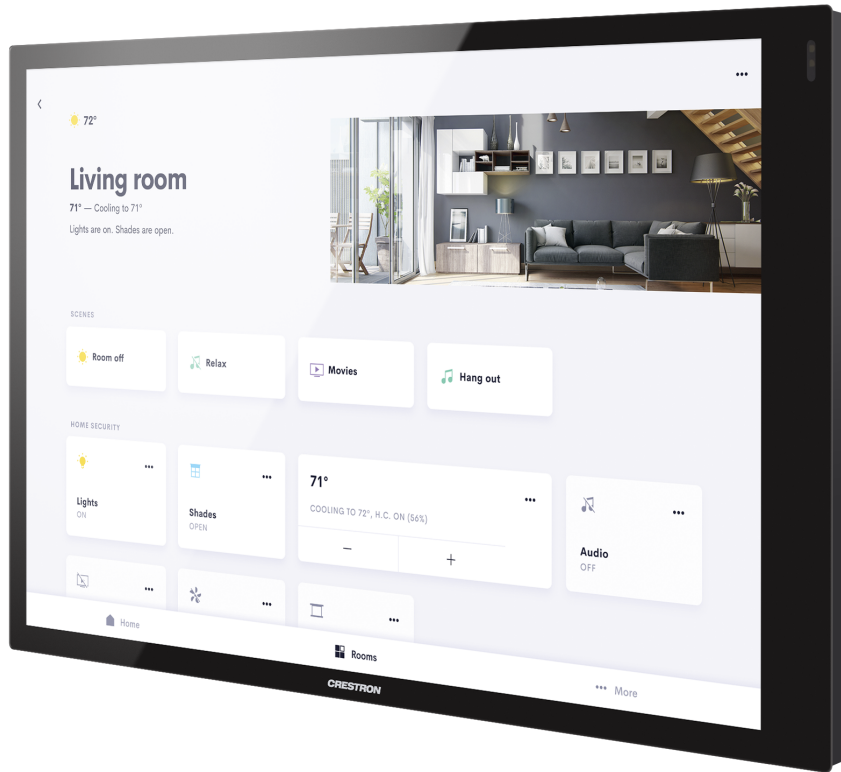 72°
Living room
71° — Cooling to 71°
Lights are on. Shades are open.
SCENES
Room off
Relax
Movies
Hang out
HOME SECURITY
Lights
ON
Shades
OPEN
71°
COOLING TO 72°, H.C. ON (56%)
Audio
OFF
Home
Rooms
More
CRESTRON